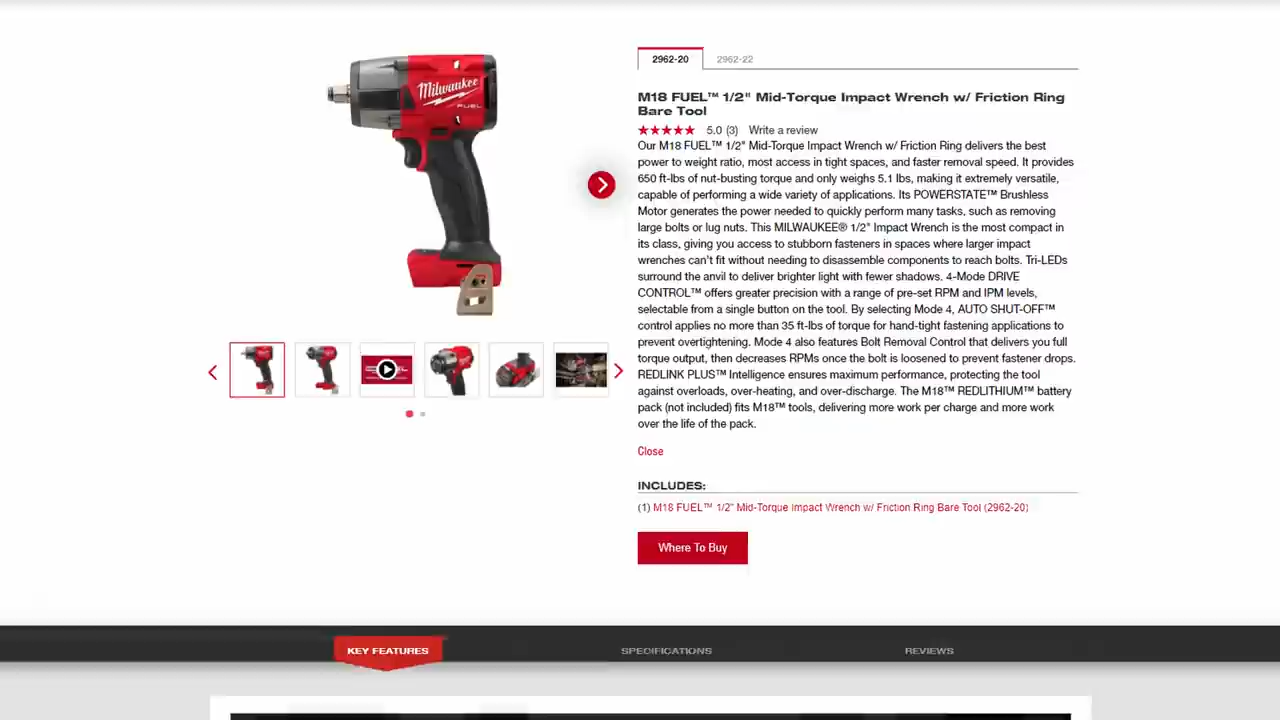 Milwaukee
FUEL
2962-20 2962-22
M18 FUEL™ 1/2" Mid-Torque Impact Wrench w/ Friction Ring
Bare Tool
5.0 (3) Write a review
Our M18 FUEL™ 1/2" Mid-Torque Impact Wrench w/ Friction Ring delivers the best
power to weight ratio, most access in tight spaces, and faster removal speed. It provides
650 ft-lbs of nut-busting torque and only weighs 5.1 lbs, making it extremely versatile,
capable of performing a wide variety of applications. Its POWERSTATE™ Brushless
Motor generates the power needed to quickly perform many tasks, such as removing
large bolts or lug nuts. This MILWAUKEE® 1/2" Impact Wrench is the most compact in
its class, giving you access to stubborn fasteners in spaces where larger impact
wrenches can't fit without needing to disassemble components to reach bolts. Tri-LEDs
surround the anvil to deliver brighter light with fewer shadows. 4-Mode DRIVE
CONTROL™ offers greater precision with a range of pre-set RPM and IPM levels,
selectable from a single button on the tool. By selecting Mode 4, AUTO SHUT-OFF™
control applies no more than 35 ft-lbs of torque for hand-tight fastening applications to
prevent overtightening. Mode 4 also features Bolt Removal Control that delivers you full
torque output, then decreases RPMs once the bolt is loosened to prevent fastener drops.
REDLINK PLUS™ Intelligence ensures maximum performance, protecting the tool
against overloads, over-heating, and over-discharge. The M18™ REDLITHIUM™ battery
pack (not included) fits M18™ tools, delivering more work per charge and more work
over the life of the pack.
Close
INCLUDES:
(1) M18 FUEL™ 1/2" Mid-Torque Impact Wrench w/ Friction Ring Bare Tool (2962-20)
Where To Buy
KEY FEATURES SPECIFICATIONS REVIEWS